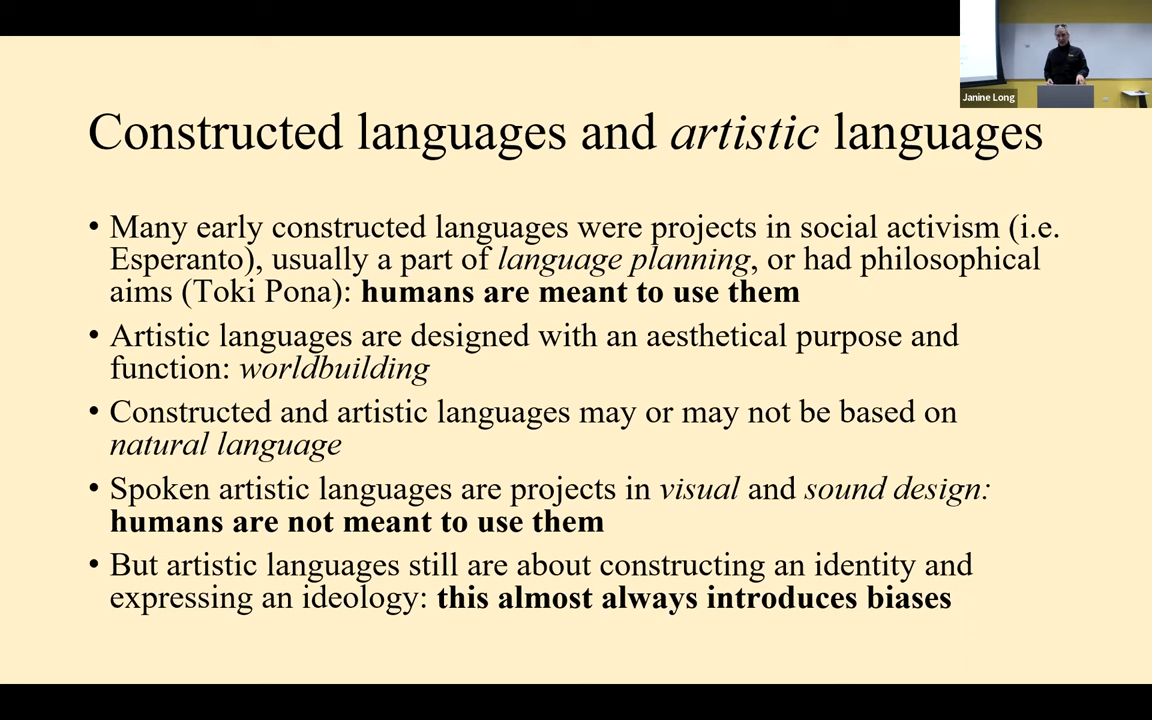 Janine Long
Constructed languages and artistic languages
• Many early constructed languages were projects in social activism (i.e.
Esperanto), usually a part of language planning, or had philosophical
aims (Toki Pona): humans are meant to use them
• Artistic languages are designed with an aesthetical purpose and
function: worldbuilding
• Constructed and artistic languages may or may not be based on
natural language
• Spoken artistic languages are projects in visual and sound design:
humans are not meant to use them
• But artistic languages still are about constructing an identity and
expressing an ideology: this almost always introduces biases